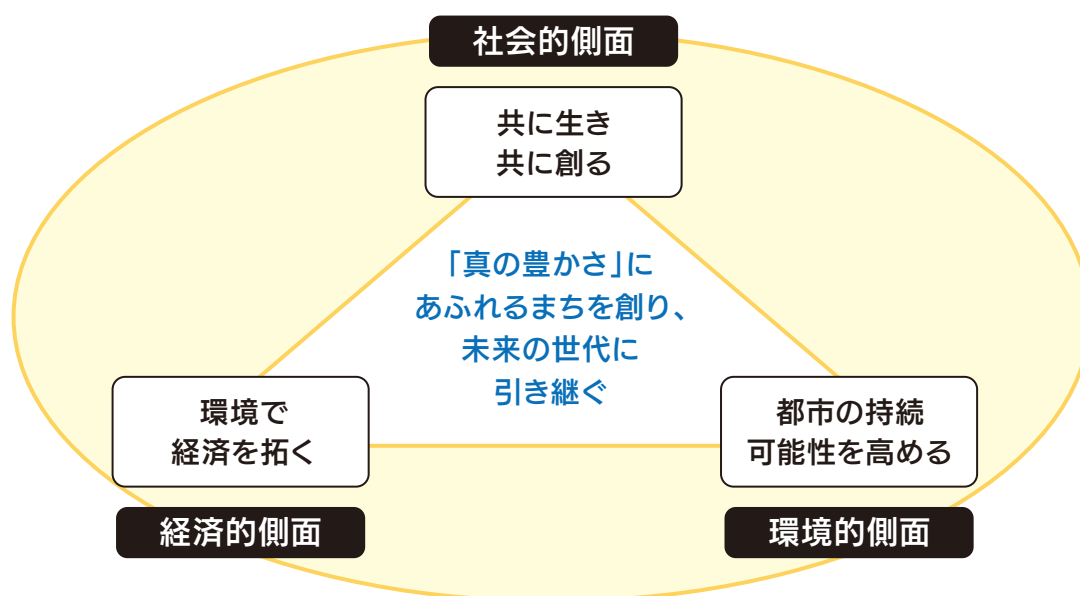 社会的側面
共に生き
共に創る
「真の豊かさ」に
あふれるまちを創り、
未来の世代に
引き継ぐ
環境で
経済を拓く
経済的側面
都市の持続
可能性を高める
環境的側面